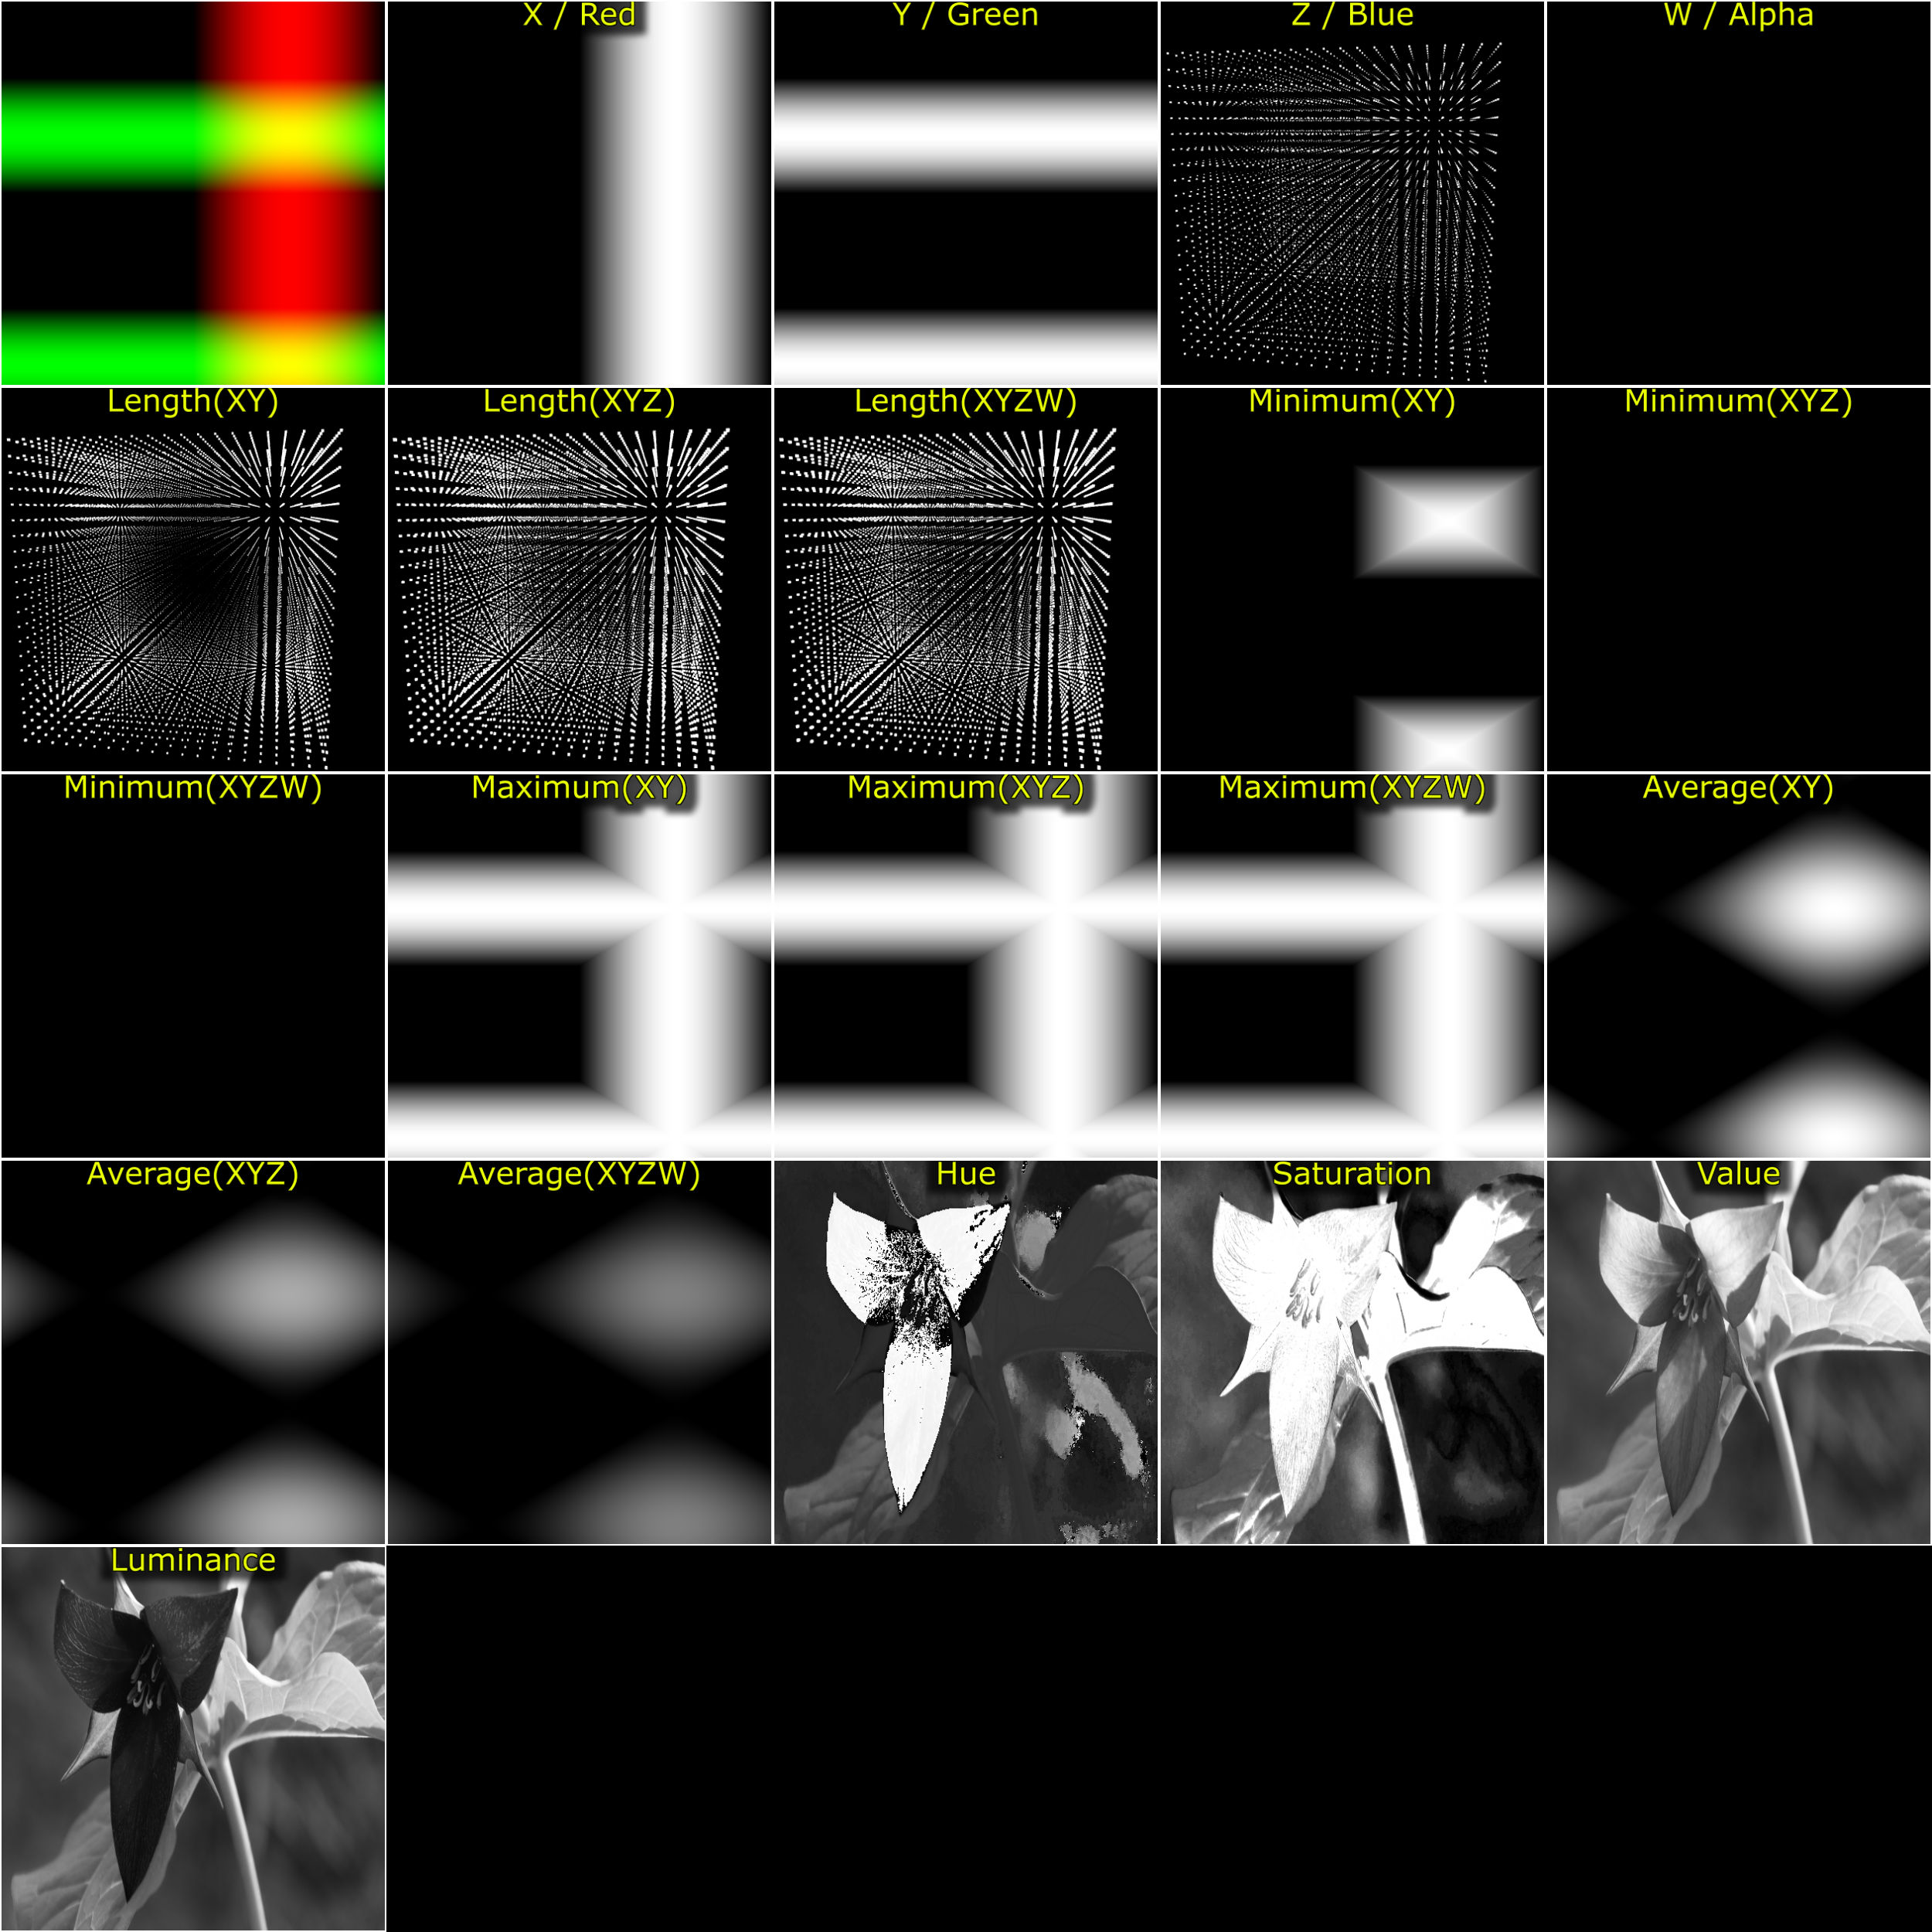 X / Red
Y / Green
Z / Blue
W / Alpha
Length(XY)
Length(XYZ)
Length(XYZW)
Minimum(XY)
Minimum(XYZ)
Minimum(XYZW)
Maximum(XY)
Maximum(XYZ)
Maximum(XYZW)
Average(XY)
Average(XYZ)
Average(XYZW)
Hue
Saturation
Value
Luminance